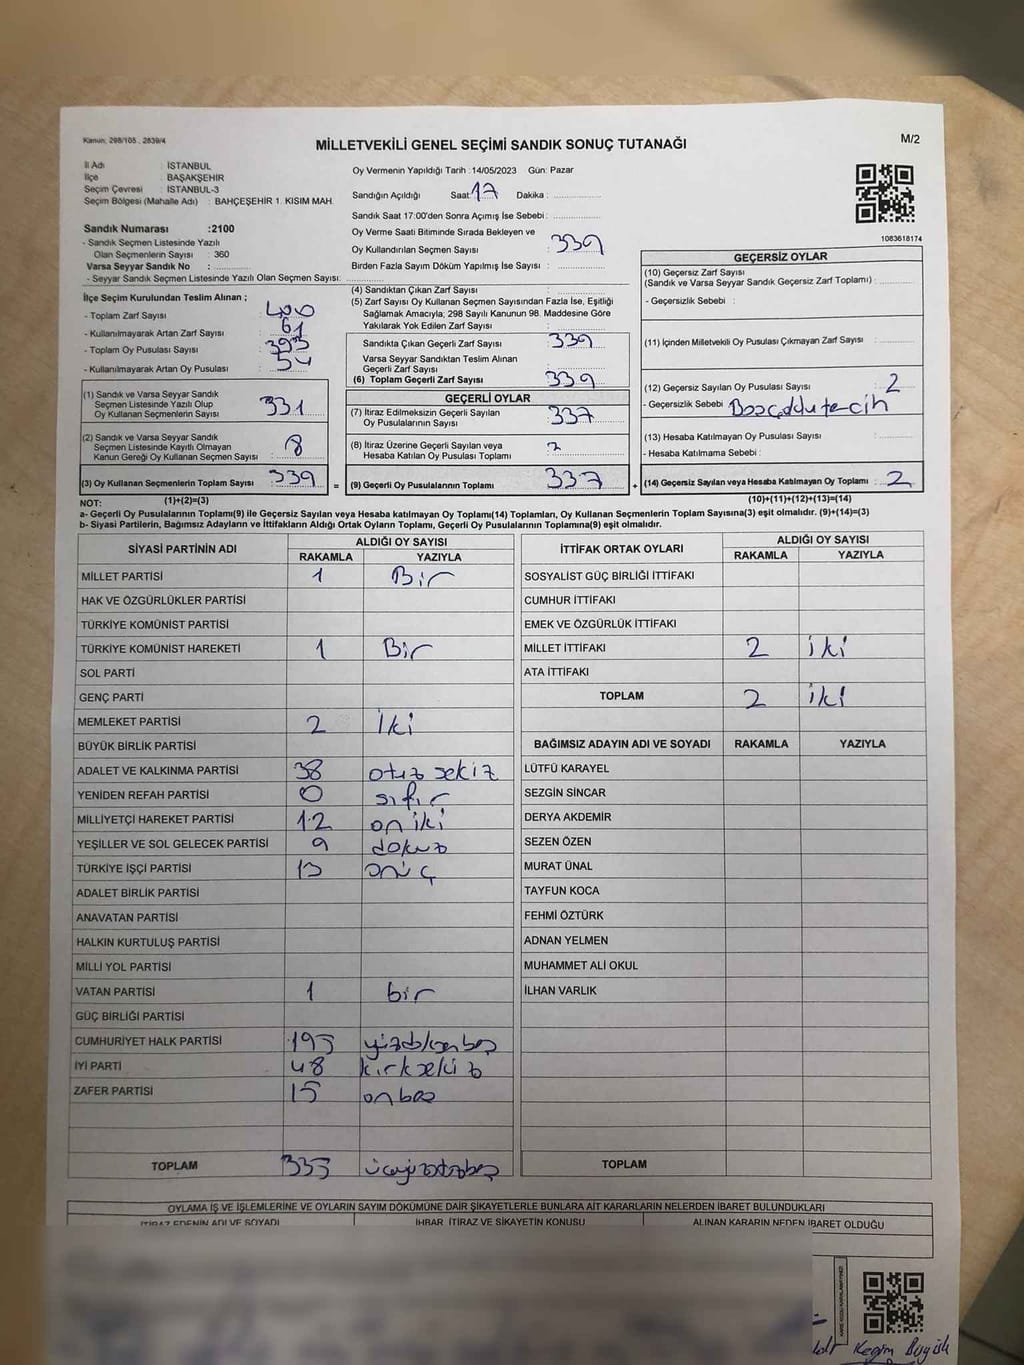 Kanun: 298/105 , 2839/4
MİLLETVEKİLİ GENEL SEÇİMİ SANDIK SONUÇ TUTANAĞI
M/2
İl Adı : İSTANBUL
İlçe : BAŞAKŞEHİR
Seçim Çevresi : İSTANBUL-3
Seçim Bölgesi (Mahalle Adı) : BAHÇEŞEHİR 1. KISIM MAH.
Sandık Numarası :2100
- Sandık Seçmen Listesinde Yazılı
Olan Seçmenlerin Sayısı : 360
Varsa Seyyar Sandık No :
- Seyyar Sandık Seçmen Listesinde Yazılı Olan Seçmen Sayısı:
Oy Vermenin Yapıldığı Tarih :14/05/2023 Gün: Pazar
Sandığın Açıldığı Saat: 17 Dakika :
Sandık Saat 17:00'den Sonra Açımış İse Sebebi :
Oy Verme Saati Bitiminde Sırada Bekleyen ve
Oy Kullandırılan Seçmen Sayısı : 339
Birden Fazla Sayım Döküm Yapılmış İse Sayısı :
1083618174
İlçe Seçim Kurulundan Teslim Alınan ;
- Toplam Zarf Sayısı : 400
- Kullanılmayarak Artan Zarf Sayısı : 61
- Toplam Oy Pusulası Sayısı : 393
- Kullanılmayarak Artan Oy Pusulası : 54
(1) Sandık ve Varsa Seyyar Sandık
Seçmen Listesinde Yazılı Olup
Oy Kullanan Seçmenlerin Sayısı : 331
(2) Sandık ve Varsa Seyyar Sandık
Seçmen Listesinde Kayıtlı Olmayan
Kanun Gereği Oy Kullanan Seçmen Sayısı : 8
(3) Oy Kullanan Seçmenlerin Toplam Sayısı : 339 =
(1)+(2)=(3)
(4) Sandıktan Çıkan Zarf Sayısı :
(5) Zarf Sayısı Oy Kullanan Seçmen Sayısından Fazla İse, Eşitliği
Sağlamak Amacıyla; 298 Sayılı Kanunun 98. Maddesine Göre
Yakılarak Yok Edilen Zarf Sayısı :
Sandıkta Çıkan Geçerli Zarf Sayısı : 339
Varsa Seyyar Sandıktan Teslim Alınan
Geçerli Zarf Sayısı :
(6) Toplam Geçerli Zarf Sayısı : 339
GEÇERLİ OYLAR
(7) İtiraz Edilmeksizin Geçerli Sayılan
Oy Pusulalarının Sayısı : 337
(8) İtiraz Üzerine Geçerli Sayılan veya
Hesaba Katılan Oy Pusulası Toplamı :
(9) Geçerli Oy Pusulalarının Toplamı : 337 +
GEÇERSİZ OYLAR
(10) Geçersiz Zarf Sayısı
(Sandık ve Varsa Seyyar Sandık Geçersiz Zarf Toplamı) :
- Geçersizlik Sebebi :
(11) İçinden Milletvekili Oy Pusulası Çıkmayan Zarf Sayısı :
(12) Geçersiz Sayılan Oy Pusulası Sayısı : 2
- Geçersizlik Sebebi :
(13) Hesaba Katılmayan Oy Pusulası Sayısı :
- Hesaba Katılmama Sebebi :
(14) Geçersiz Sayılan veya Hesaba Katılmayan Oy Toplamı : 2
(10)+(11)+(12)+(13)=(14)
NOT:
a- Geçerli Oy Pusulalarının Toplamı(9) ile Geçersiz Sayılan veya Hesap Katılmayan Oy Pusulası Toplamı(14) Toplamları, Oy Kullanan Seçmenlerin Toplam Sayısına(3) eşit olmalıdır. (9)+(14)=(3)
b- Siyasi Partilerin, Bağımsız Adayların ve İttifakların Aldığı Ortak Oyların Toplamı, Geçerli Oy Pusulalarının Toplamına(9) eşit olmalıdır.
SİYASİ PARTİNİN ADI ALDIĞI OY SAYISI
RAKAMLA YAZIYLA
MİLLET PARTİSİ 1 Bir
HAK VE ÖZGÜRLÜKLER PARTİSİ
TÜRKİYE KOMÜNİST PARTİSİ
TÜRKİYE KOMÜNİST HAREKETİ 1 Bir
SOL PARTİ
GENÇ PARTİ
MEMLEKET PARTİSİ 2 İki
BÜYÜK BİRLİK PARTİSİ
ADALET VE KALKINMA PARTİSİ 38 otuz sekiz
YENİDEN REFAH PARTİSİ 0 sıfır
MİLLİYETÇİ HAREKET PARTİSİ 12 on iki
YEŞİLLER VE SOL GELECEK PARTİSİ 9 dokuz
TÜRKİYE İŞÇİ PARTİSİ 13 onüç
ADALET BİRLİK PARTİSİ
ANAVATAN PARTİSİ
HALKIN KURTULUŞ PARTİSİ
MİLLİ YOL PARTİSİ
VATAN PARTİSİ 1 bir
GÜÇ BİRLİĞİ PARTİSİ
CUMHURİYET HALK PARTİSİ 195 yüzdoksanbeş
İYİ PARTİ 48 kırksekiz
ZAFER PARTİSİ 15 onbeş
TOPLAM 335 üçyüzotuzbeş
İTTİFAK ORTAK OYLARI ALDIĞI OY SAYISI
RAKAMLA YAZIYLA
SOSYALİST GÜÇ BİRLİĞİ İTTİFAKI
CUMHUR İTTİFAKI
EMEK VE ÖZGÜRLÜK İTTİFAKI
MİLLET İTTİFAKI 2 iki
ATA İTTİFAKI
TOPLAM 2 iki
BAĞIMSIZ ADAYIN ADI VE SOYADI RAKAMLA YAZIYLA
LÜTFÜ KARAYEL
SEZGİN SİNCAR
DERYA AKDEMİR
SEZEN ÖZEN
MURAT ÜNAL
TAYFUN KOCA
FEHMİ ÖZTÜRK
ADNAN YELMEN
MUHAMMET ALİ OKUL
İLHAN VARLIK
TOPLAM
OYLAMA İŞ VE İŞLEMLERİNE VE OYLARIN SAYIM DÖKÜMÜNE DAİR ŞİKAYETLERLE BUNLARA AİT KARARLARIN NELERDEN İBARET BULUNDUKLARI
İTİRAZ EDENİN ADI VE SOYADI İHBAR, İTİRAZ VE ŞİKAYETİN KONUSU ALINAN KARARIN NEDEN İBARET OLDUĞU